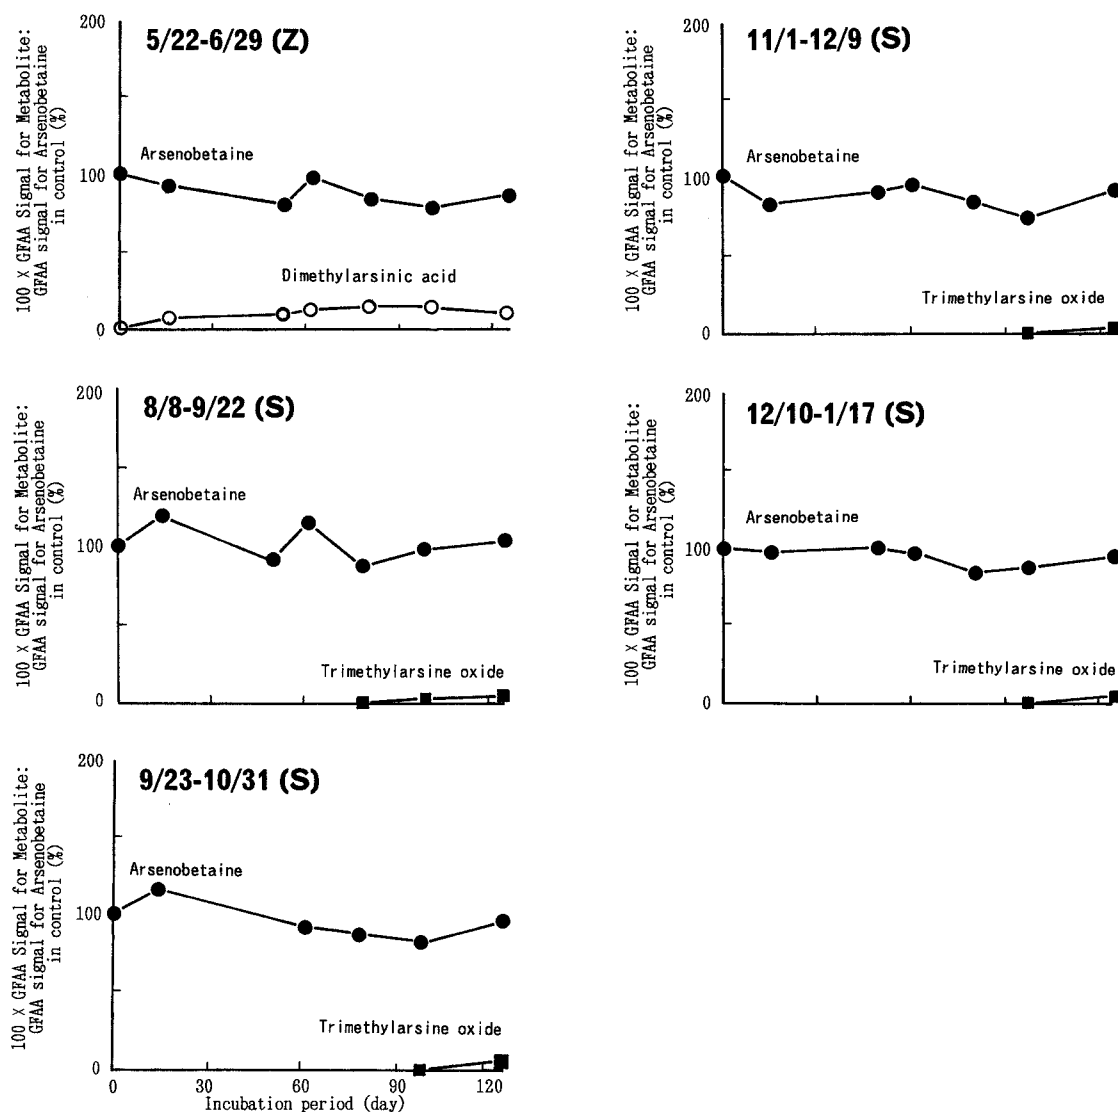 200
5/22-6/29 (Z)
100 X GFAA Signal for Metabolite:
GFAA signal for Arsenobetaine
in control (%)
Arsenobetaine
100
Dimethylarsinic acid
0
200
11/1-12/9 (S)
100 X GFAA Signal for Metabolite:
GFAA signal for Arsenobetaine
in control (%)
Arsenobetaine
100
Trimethylarsine oxide
0
200
8/8-9/22 (S)
100 X GFAA Signal for Metabolite:
GFAA signal for Arsenobetaine
in control (%)
Arsenobetaine
100
Trimethylarsine oxide
0
200
12/10-1/17 (S)
100 X GFAA Signal for Metabolite:
GFAA signal for Arsenobetaine
in control (%)
Arsenobetaine
100
Trimethylarsine oxide
0
200
9/23-10/31 (S)
100 X GFAA Signal for Metabolite:
GFAA signal for Arsenobetaine
in control (%)
Arsenobetaine
100
Trimethylarsine oxide
0
0 30 60 90 120
Incubation period (day)